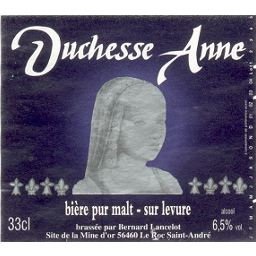 Duchesse Anne
bière pur malt - sur levure
33cl
alcool
6,5% vol
brassée par Bernard Lancelot
Site de la Mine d'or 56460 Le Roc Saint-André